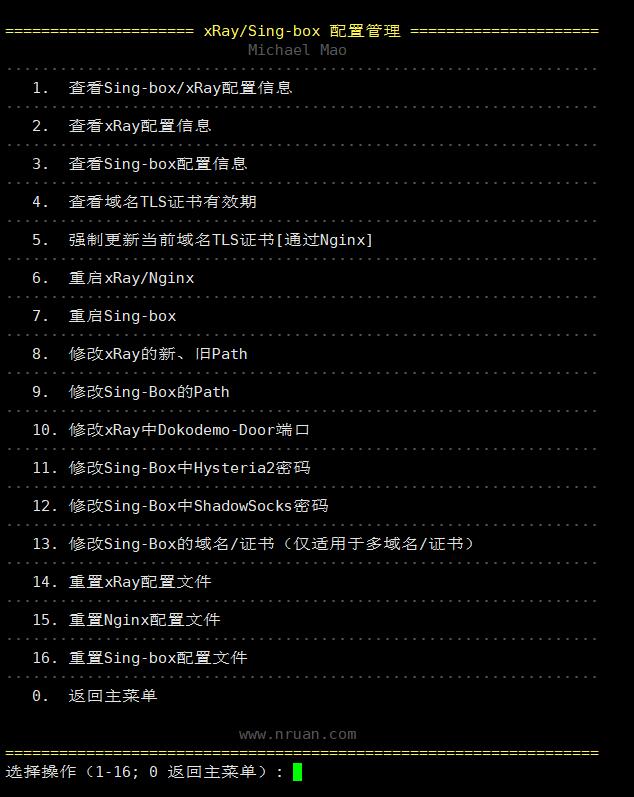 ===================== xRay/Sing-box 配置管理 =====================
Michael Mao
1. 查看Sing-box/xRay配置信息
2. 查看xRay配置信息
3. 查看Sing-box配置信息
4. 查看域名TLS证书有效期
5. 强制更新当前域名TLS证书[通过Nginx]
6. 重启xRay/Nginx
7. 重启Sing-box
8. 修改xRay的新、旧Path
9. 修改Sing-Box的Path
10. 修改xRay中Dokodemo-Door端口
11. 修改Sing-Box中Hysteria2密码
12. 修改Sing-Box中ShadowSocks密码
13. 修改Sing-Box的域名/证书（仅适用于多域名/证书）
14. 重置xRay配置文件
15. 重置Nginx配置文件
16. 重置Sing-box配置文件
0. 返回主菜单
www.nruan.com
==================================================================
选择操作（1-16; 0 返回主菜单）: